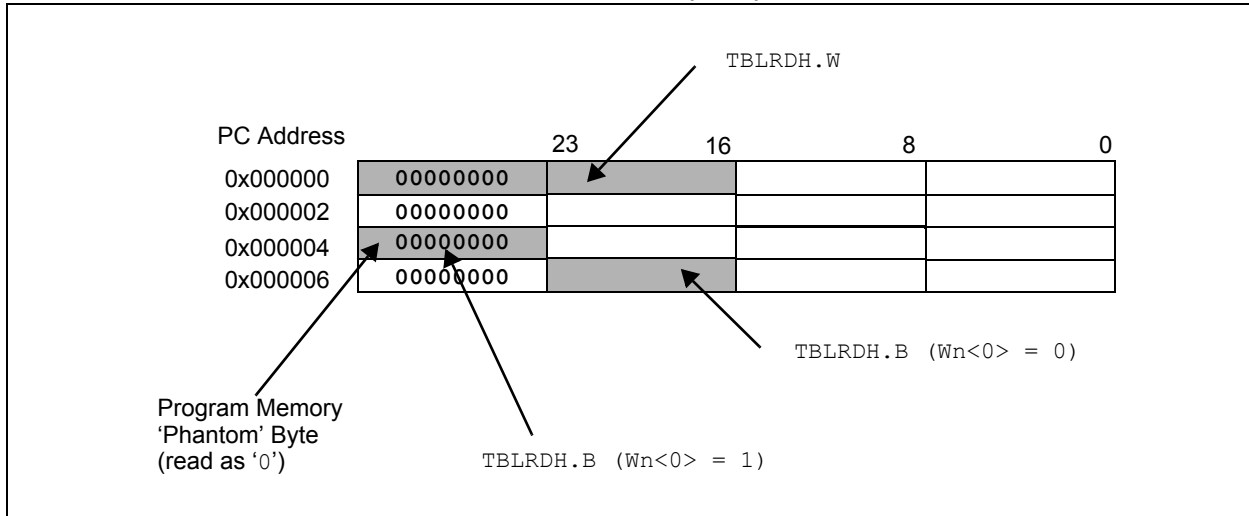 TBLRDH.W
PC Address
23 16 8 0
0x000000 00000000
0x000002 00000000
0x000004 00000000
0x000006 00000000
TBLRDH.B (Wn<0> = 0)
Program Memory
‘Phantom’ Byte
(read as ‘0’)
TBLRDH.B (Wn<0> = 1)